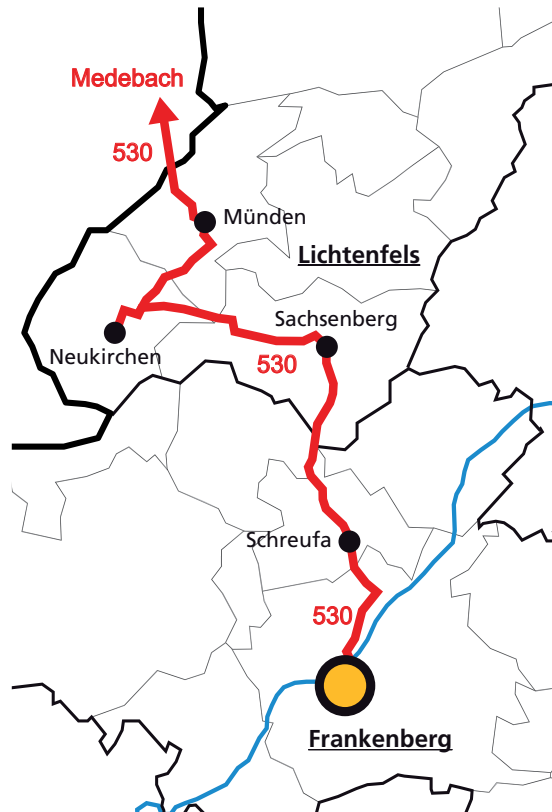 Medebach
530
Münden
Lichtenfels
Sachsenberg
Neukirchen
530
Schreufa
530
Frankenberg